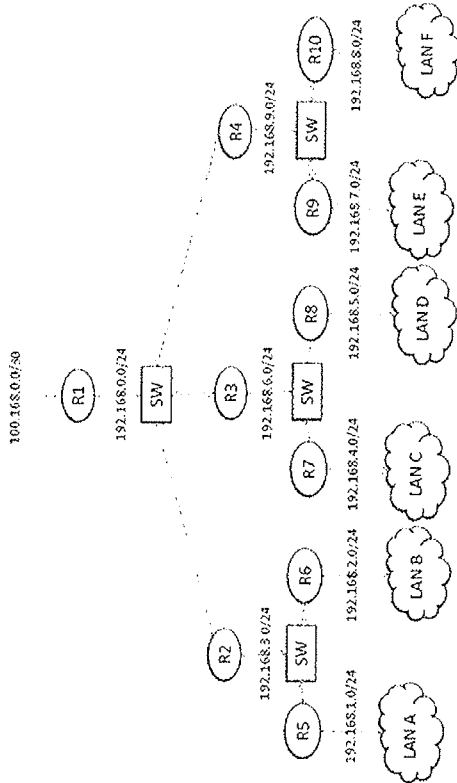 100.168.0.0/30
R1
192.168.0.0/24
SW
R2
R3
R4
192.168.3.0/24
192.168.6.0/24
192.168.9.0/24
SW
SW
SW
R5
R6
R7
R8
R9
R10
192.168.1.0/24
192.168.2.0/24
192.168.4.0/24
192.168.5.0/24
192.168.7.0/24
192.168.8.0/24
LAN A
LAN B
LAN C
LAN D
LAN E
LAN F